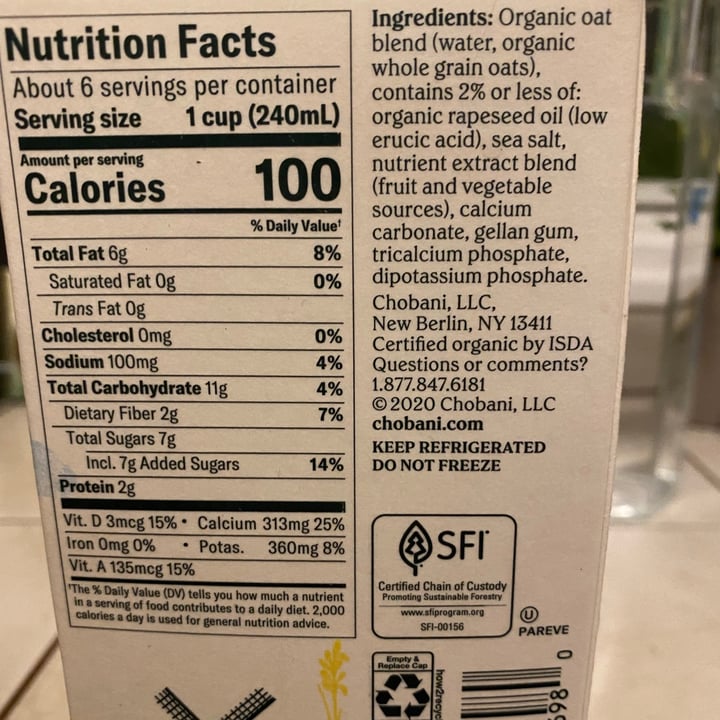 Nutrition Facts
About 6 servings per container
Serving size 1 cup (240mL)
Amount per serving
Calories 100
% Daily Value†
Total Fat 6g 8%
Saturated Fat 0g 0%
Trans Fat 0g
Cholesterol 0mg 0%
Sodium 100mg 4%
Total Carbohydrate 11g 4%
Dietary Fiber 2g 7%
Total Sugars 7g
Incl. 7g Added Sugars 14%
Protein 2g
Vit. D 3mcg 15% • Calcium 313mg 25%
Iron 0mg 0% • Potas. 360mg 8%
Vit. A 135mcg 15%
†The % Daily Value (DV) tells you how much a nutrient
in a serving of food contributes to a daily diet. 2,000
calories a day is used for general nutrition advice.
Ingredients: Organic oat
blend (water, organic
whole grain oats),
contains 2% or less of:
organic rapeseed oil (low
erucic acid), sea salt,
nutrient extract blend
(fruit and vegetable
sources), calcium
carbonate, gellan gum,
tricalcium phosphate,
dipotassium phosphate.
Chobani, LLC,
New Berlin, NY 13411
Certified organic by ISDA
Questions or comments?
1.877.847.6181
© 2020 Chobani, LLC
chobani.com
KEEP REFRIGERATED
DO NOT FREEZE
SFI
Certified Chain of Custody
Promoting Sustainable Forestry
www.sfiprogram.org
SFI-00156
U
PAREVE
Empty &
Replace Cap
0